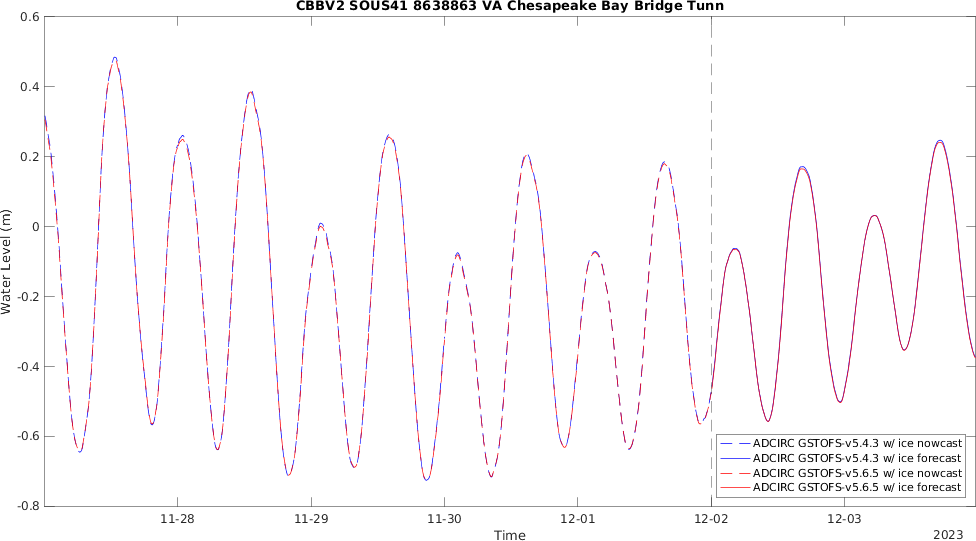 CBBV2 SOUS41 8638863 VA Chesapeake Bay Bridge Tunn
0.6
0.4
0.2
0
-0.2
-0.4
-0.6
-0.8
Water Level (m)
ADCIRC GSTOFS-v5.4.3 w/ ice nowcast
ADCIRC GSTOFS-v5.4.3 w/ ice forecast
ADCIRC GSTOFS-v5.6.5 w/ ice nowcast
ADCIRC GSTOFS-v5.6.5 w/ ice forecast
11-28 11-29 11-30 12-01 12-02 12-03
Time
2023